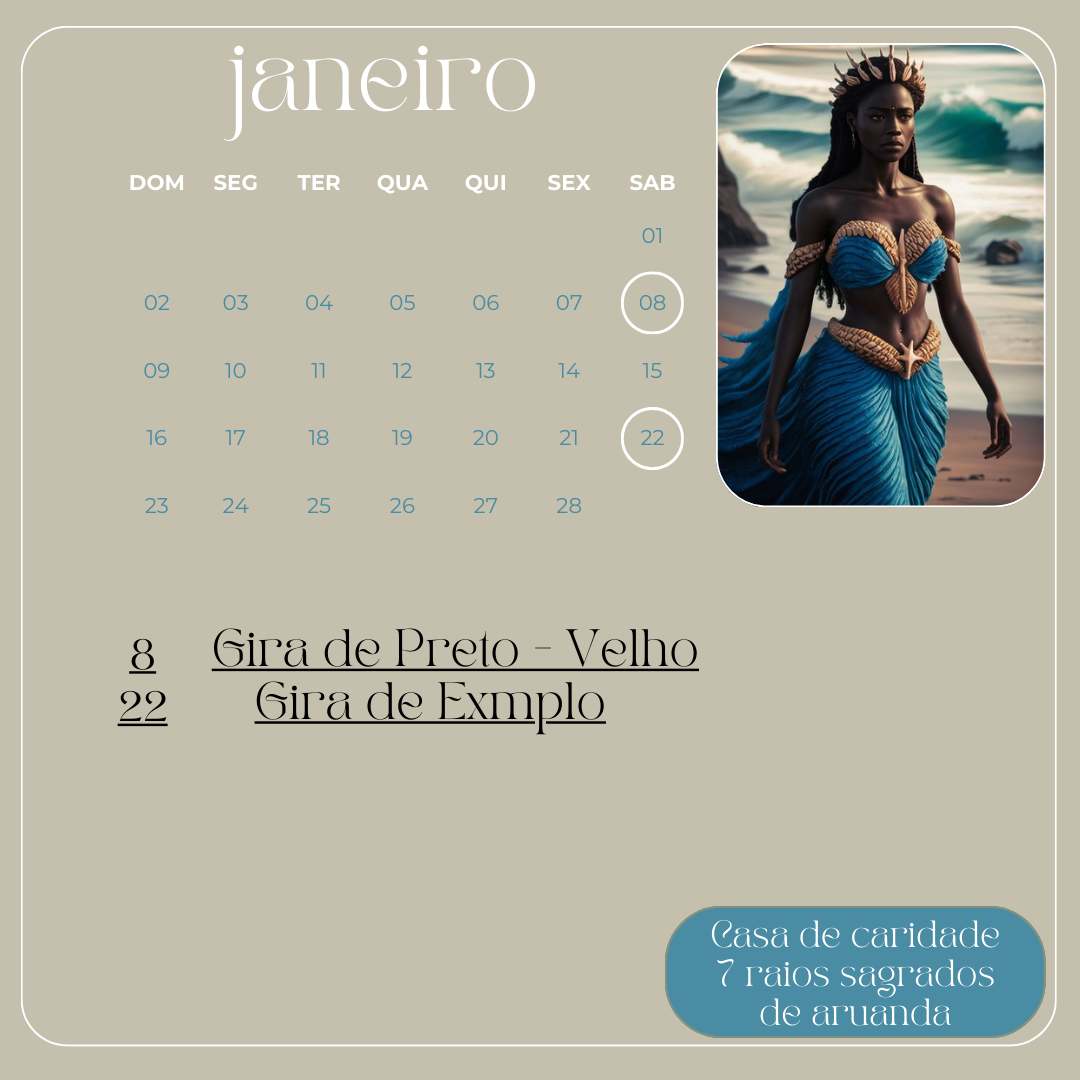 janeiro
DOM SEG TER QUA QUI SEX SAB
01
02 03 04 05 06 07 08
09 10 11 12 13 14 15
16 17 18 19 20 21 22
23 24 25 26 27 28
8 Gira de Preto - Velho
22 Gira de Exmplo
Casa de caridade
7 raios sagrados
de aruanda